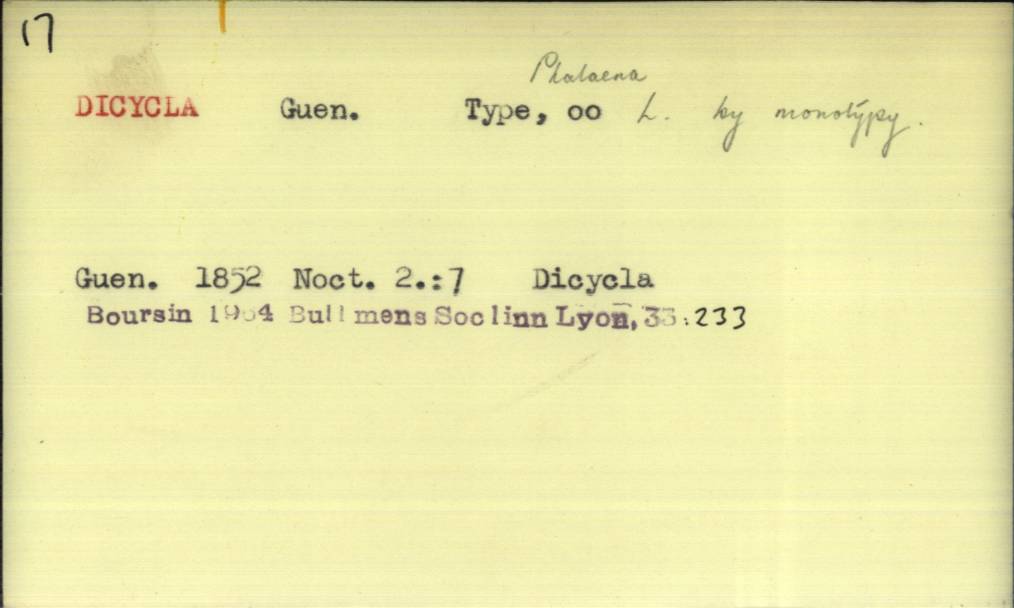 17
Phalaena
DICYCLA Guen. Type, oo L. by monotypy.
Guen. 1852 Noct. 2.:7 Dicycla
Boursin 1964 Bull mens Soc linn Lyon, 33:233